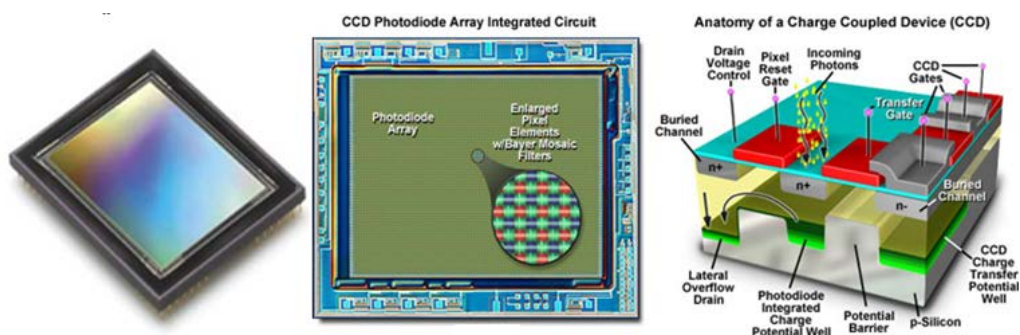 CCD Photodiode Array Integrated Circuit
Photodiode
Array
Enlarged
Pixel
Elements
w/Bayer Mosaic
Filters
Anatomy of a Charge Coupled Device (CCD)
Drain
Voltage
Control
Pixel
Reset
Gate
Incoming
Photons
CCD
Gates
Transfer
Gate
Buried
Channel
n+
n+
n-
Buried
Channel
Lateral
Overflow
Drain
Photodiode
Integrated Charge
Potential Well
Potential
Barrier
p-Silicon
CCD
Charge
Transfer
Potential
Well